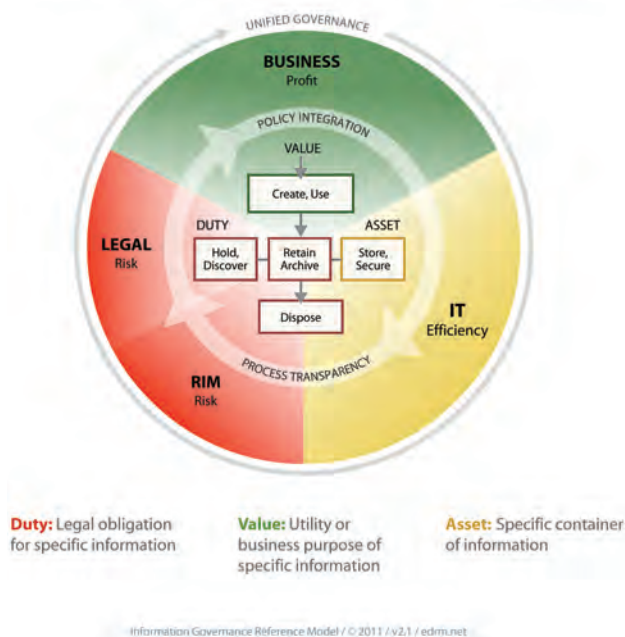 UNIFIED GOVERNANCE
BUSINESS
Profit
POLICY INTEGRATION
VALUE
Create, Use
DUTY
ASSET
Hold,
Discover
Retain
Archive
Store,
Secure
LEGAL
Risk
Dispose
IT
Efficiency
PROCESS TRANSPARENCY
RIM
Risk
Duty: Legal obligation
for specific information
Value: Utility or
business purpose of
specific information
Asset: Specific container
of information
Information Governance Reference Model / © 2011 / v2.1 / edrm.net